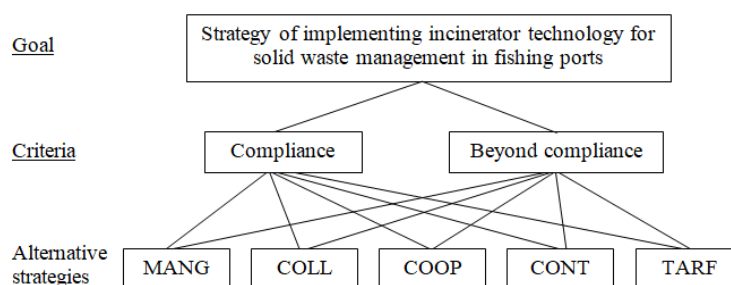 Goal
Strategy of implementing incinerator technology for
solid waste management in fishing ports
Criteria
Compliance
Beyond compliance
Alternative
strategies
MANG
COLL
COOP
CONT
TARF